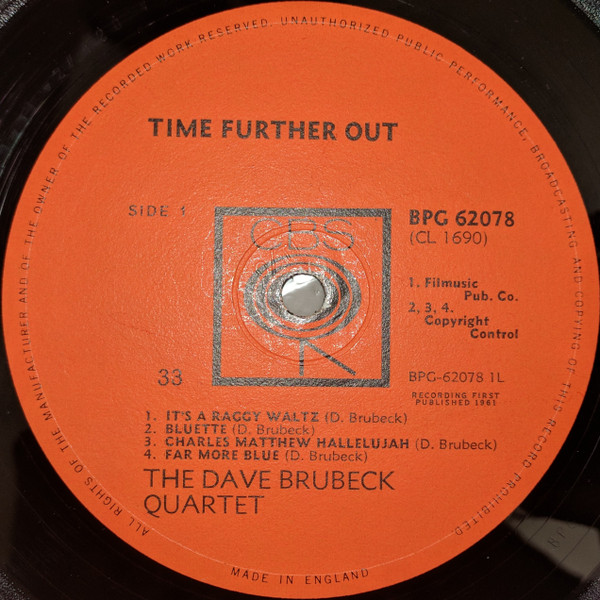 ALL RIGHTS OF THE MANUFACTURER AND OF THE OWNER OF THE RECORDED WORK RESERVED. UNAUTHORIZED PUBLIC PERFORMANCE, BROADCASTING AND COPYING OF THIS RECORD PROHIBITED
TIME FURTHER OUT
SIDE 1
CBS
BPG 62078
(CL 1690)
1. Filmusic
Pub. Co.
2, 3, 4.
Copyright
Control
33
BPG-62078 1L
RECORDING FIRST
PUBLISHED 1961
1. IT'S A RAGGY WALTZ (D. Brubeck)
2. BLUETTE (D. Brubeck)
3. CHARLES MATTHEW HALLELUJAH (D. Brubeck)
4. FAR MORE BLUE (D. Brubeck)
THE DAVE BRUBECK
QUARTET
MADE IN ENGLAND